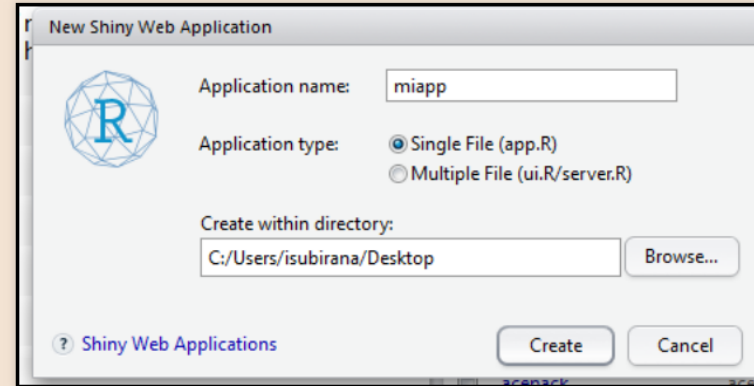 New Shiny Web Application
R
Application name: miapp
Application type: Single File (app.R)
Multiple File (ui.R/server.R)
Create within directory:
C:/Users/isubirana/Desktop Browse...
? Shiny Web Applications Create Cancel
acepack